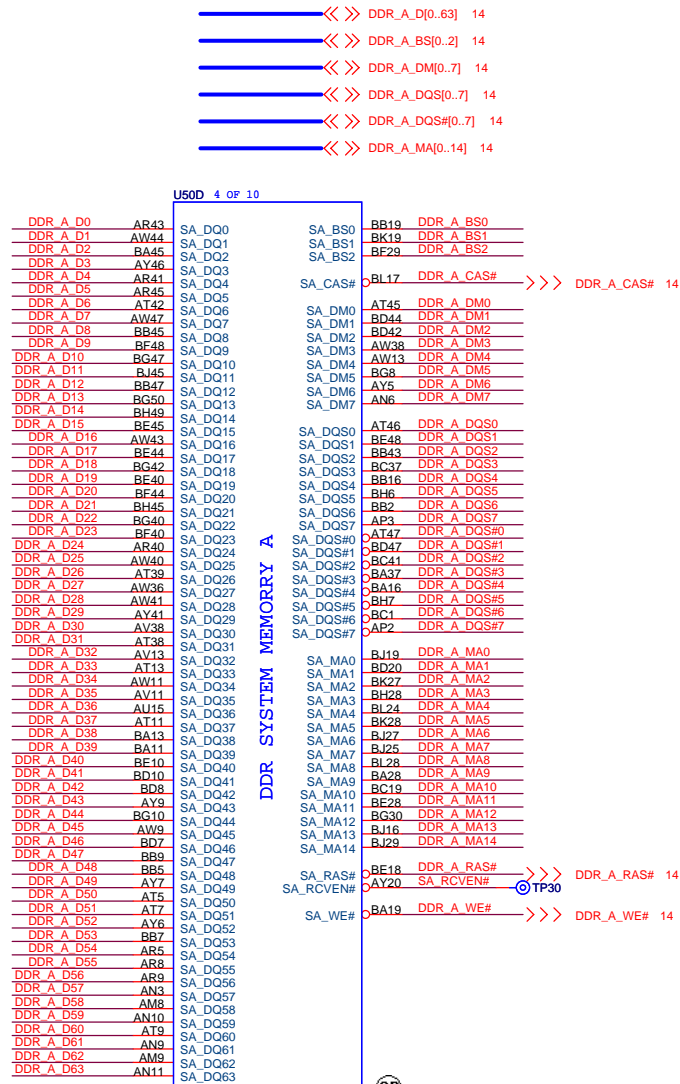 DDR_A_D[0..63] 14
DDR_A_BS[0..2] 14
DDR_A_DM[0..7] 14
DDR_A_DQS[0..7] 14
DDR_A_DQS#[0..7] 14
DDR_A_MA[0..14] 14
U50D 4 OF 10
DDR_A_D0 AR43 SA_DQ0 SA_BS0 BB19 DDR_A_BS0
DDR_A_D1 AW44 SA_DQ1 SA_BS1 BK19 DDR_A_BS1
DDR_A_D2 BA45 SA_DQ2 SA_BS2 BF29 DDR_A_BS2
DDR_A_D3 AY46 SA_DQ3
DDR_A_D4 AR41 SA_DQ4 SA_CAS# BL17 DDR_A_CAS# DDR_A_CAS# 14
DDR_A_D5 AR45 SA_DQ5
DDR_A_D6 AT42 SA_DQ6 SA_DM0 AT45 DDR_A_DM0
DDR_A_D7 AW47 SA_DQ7 SA_DM1 BD44 DDR_A_DM1
DDR_A_D8 BB45 SA_DQ8 SA_DM2 BD42 DDR_A_DM2
DDR_A_D9 BF48 SA_DQ9 SA_DM3 AW38 DDR_A_DM3
DDR_A_D10 BG47 SA_DQ10 SA_DM4 AW13 DDR_A_DM4
DDR_A_D11 BJ45 SA_DQ11 SA_DM5 BG8 DDR_A_DM5
DDR_A_D12 BB47 SA_DQ12 SA_DM6 AY5 DDR_A_DM6
DDR_A_D13 BG50 SA_DQ13 SA_DM7 AN6 DDR_A_DM7
DDR_A_D14 BH49 SA_DQ14
DDR_A_D15 BE45 SA_DQ15 SA_DQS0 AT46 DDR_A_DQS0
DDR_A_D16 AW43 SA_DQ16 SA_DQS1 BE48 DDR_A_DQS1
DDR_A_D17 BE44 SA_DQ17 SA_DQS2 BB43 DDR_A_DQS2
DDR_A_D18 BG42 SA_DQ18 SA_DQS3 BC37 DDR_A_DQS3
DDR_A_D19 BE40 SA_DQ19 SA_DQS4 BB16 DDR_A_DQS4
DDR_A_D20 BF44 SA_DQ20 SA_DQS5 BH6 DDR_A_DQS5
DDR_A_D21 BH45 SA_DQ21 SA_DQS6 BB2 DDR_A_DQS6
DDR_A_D22 BG40 SA_DQ22 SA_DQS7 AP3 DDR_A_DQS7
DDR_A_D23 BF40 SA_DQ23 SA_DQS#0 AT47 DDR_A_DQS#0
DDR_A_D24 AR40 SA_DQ24 SA_DQS#1 BD47 DDR_A_DQS#1
DDR_A_D25 AW40 SA_DQ25 SA_DQS#2 BC41 DDR_A_DQS#2
DDR_A_D26 AT39 SA_DQ26 SA_DQS#3 BA37 DDR_A_DQS#3
DDR_A_D27 AW36 SA_DQ27 SA_DQS#4 BA16 DDR_A_DQS#4
DDR_A_D28 AW41 SA_DQ28 SA_DQS#5 BH7 DDR_A_DQS#5
DDR_A_D29 AY41 SA_DQ29 SA_DQS#6 BC1 DDR_A_DQS#6
DDR_A_D30 AV38 SA_DQ30 SA_DQS#7 AP2 DDR_A_DQS#7
DDR_A_D31 AT38 SA_DQ31
DDR_A_D32 AV13 SA_DQ32 SA_MA0 BJ19 DDR_A_MA0
DDR_A_D33 AT13 SA_DQ33 SA_MA1 BD20 DDR_A_MA1
DDR_A_D34 AW11 SA_DQ34 SA_MA2 BK27 DDR_A_MA2
DDR_A_D35 AV11 SA_DQ35 SA_MA3 BH28 DDR_A_MA3
DDR_A_D36 AU15 SA_DQ36 SA_MA4 BL24 DDR_A_MA4
DDR_A_D37 AT11 SA_DQ37 SA_MA5 BK28 DDR_A_MA5
DDR_A_D38 BA13 SA_DQ38 SA_MA6 BJ27 DDR_A_MA6
DDR_A_D39 BA11 SA_DQ39 SA_MA7 BJ25 DDR_A_MA7
DDR_A_D40 BE10 SA_DQ40 SA_MA8 BL28 DDR_A_MA8
DDR_A_D41 BD10 SA_DQ41 SA_MA9 BA28 DDR_A_MA9
DDR_A_D42 BD8 SA_DQ42 SA_MA10 BC19 DDR_A_MA10
DDR_A_D43 AY9 SA_DQ43 SA_MA11 BE28 DDR_A_MA11
DDR_A_D44 BG10 SA_DQ44 SA_MA12 BG30 DDR_A_MA12
DDR_A_D45 AW9 SA_DQ45 SA_MA13 BJ16 DDR_A_MA13
DDR_A_D46 BD7 SA_DQ46 SA_MA14 BJ29 DDR_A_MA14
DDR_A_D47 BB9 SA_DQ47
DDR_A_D48 BB5 SA_DQ48 SA_RAS# BE18 DDR_A_RAS# DDR_A_RAS# 14
DDR_A_D49 AY7 SA_DQ49 SA_RCVEN# AY20 SA_RCVEN# TP30
DDR_A_D50 AT5 SA_DQ50
DDR_A_D51 AT7 SA_DQ51 SA_WE# BA19 DDR_A_WE# DDR_A_WE# 14
DDR_A_D52 AY6 SA_DQ52
DDR_A_D53 BB7 SA_DQ53
DDR_A_D54 AR5 SA_DQ54
DDR_A_D55 AR8 SA_DQ55
DDR_A_D56 AR9 SA_DQ56
DDR_A_D57 AN3 SA_DQ57
DDR_A_D58 AM8 SA_DQ58
DDR_A_D59 AN10 SA_DQ59
DDR_A_D60 AT9 SA_DQ60
DDR_A_D61 AN9 SA_DQ61
DDR_A_D62 AM9 SA_DQ62
DDR_A_D63 AN11 SA_DQ63
DDR SYSTEM MEMORRY A